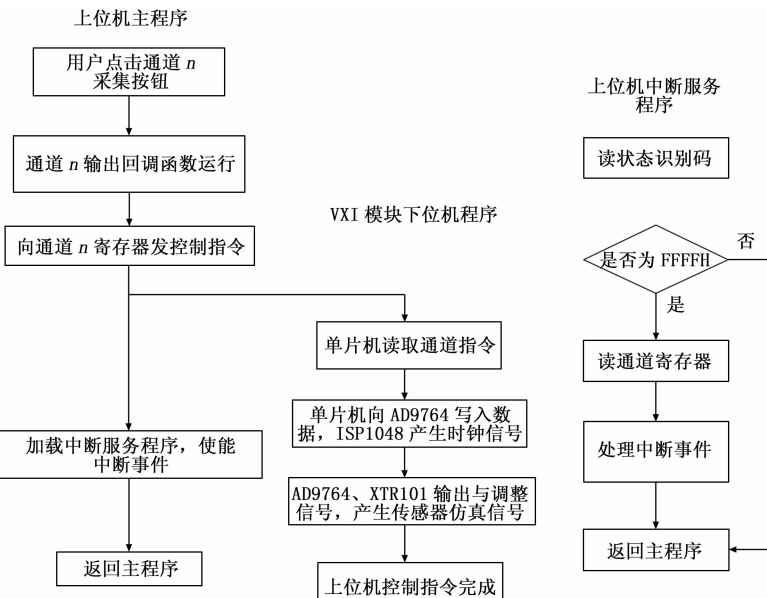 上位机主程序
用户点击通道 n
采集按钮
通道 n 输出回调函数运行
向通道 n 寄存器发控制指令
加载中断服务程序，使能
中断事件
返回主程序
VXI 模块下位机程序
单片机读取通道指令
单片机向 AD9764 写入数
据，ISP1048 产生时钟信号
AD9764、XTR101 输出与调整
信号，产生传感器仿真信号
上位机控制指令完成
上位机中断服务
程序
读状态识别码
是否为 FFFFH
否
是
读通道寄存器
处理中断事件
返回主程序